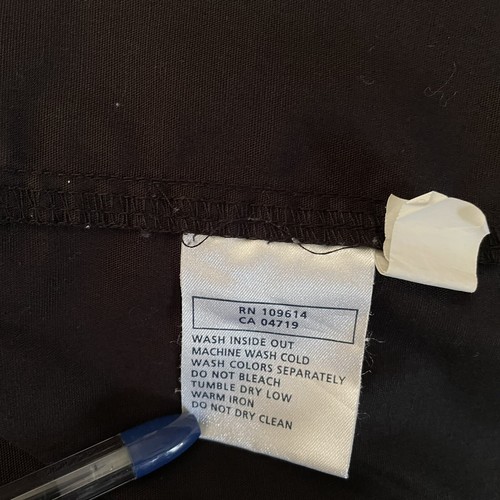 RN 109614
CA 04719
WASH INSIDE OUT
MACHINE WASH COLD
WASH COLORS SEPARATELY
DO NOT BLEACH
TUMBLE DRY LOW
WARM IRON
DO NOT DRY CLEAN